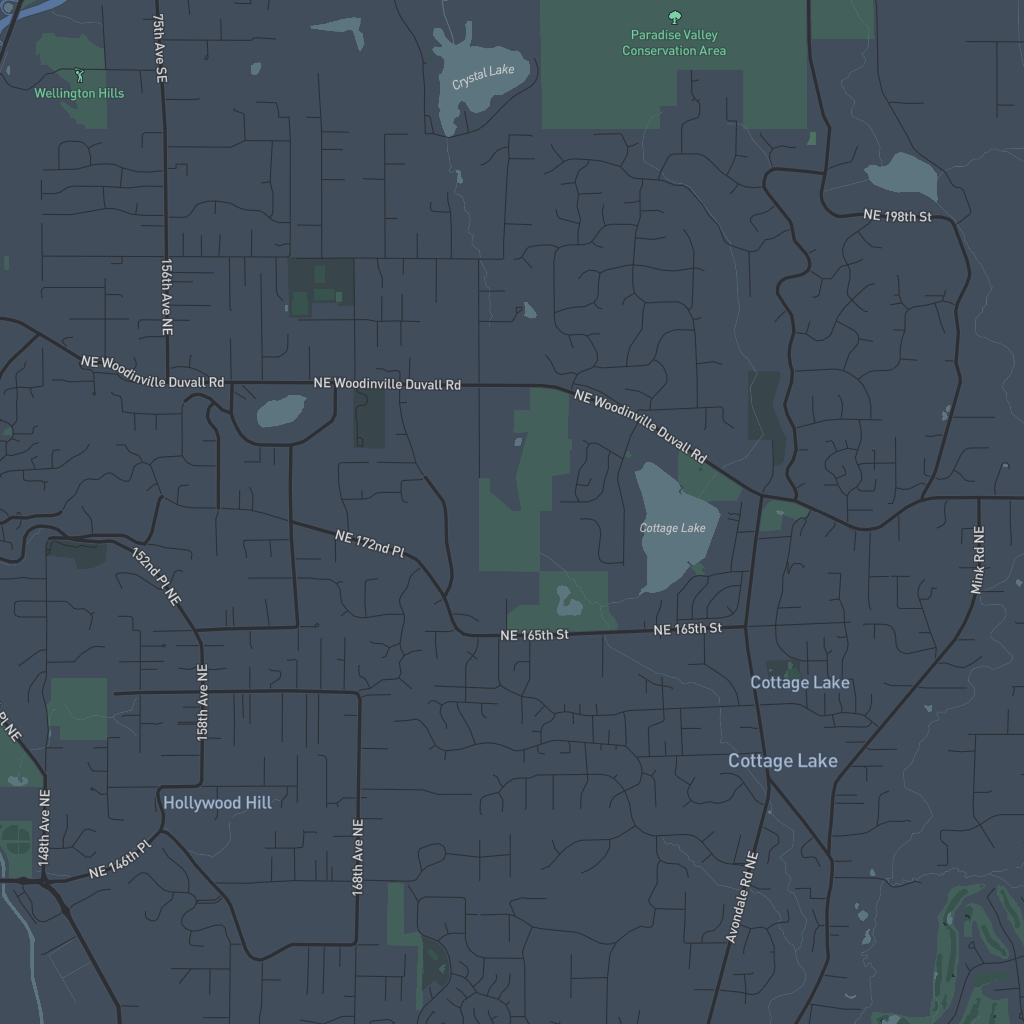 75th Ave SE
Paradise Valley
Conservation Area
Crystal Lake
Wellington Hills
NE 198th St
156th Ave NE
NE Woodinville Duvall Rd
NE Woodinville Duvall Rd
NE Woodinville Duvall Rd
Cottage Lake
NE 172nd Pl
152nd Pl NE
Mink Rd NE
NE 165th St
NE 165th St
158th Ave NE
Cottage Lake
Pl NE
Cottage Lake
Hollywood Hill
148th Ave NE
NE 146th Pl
168th Ave NE
Avondale Rd NE